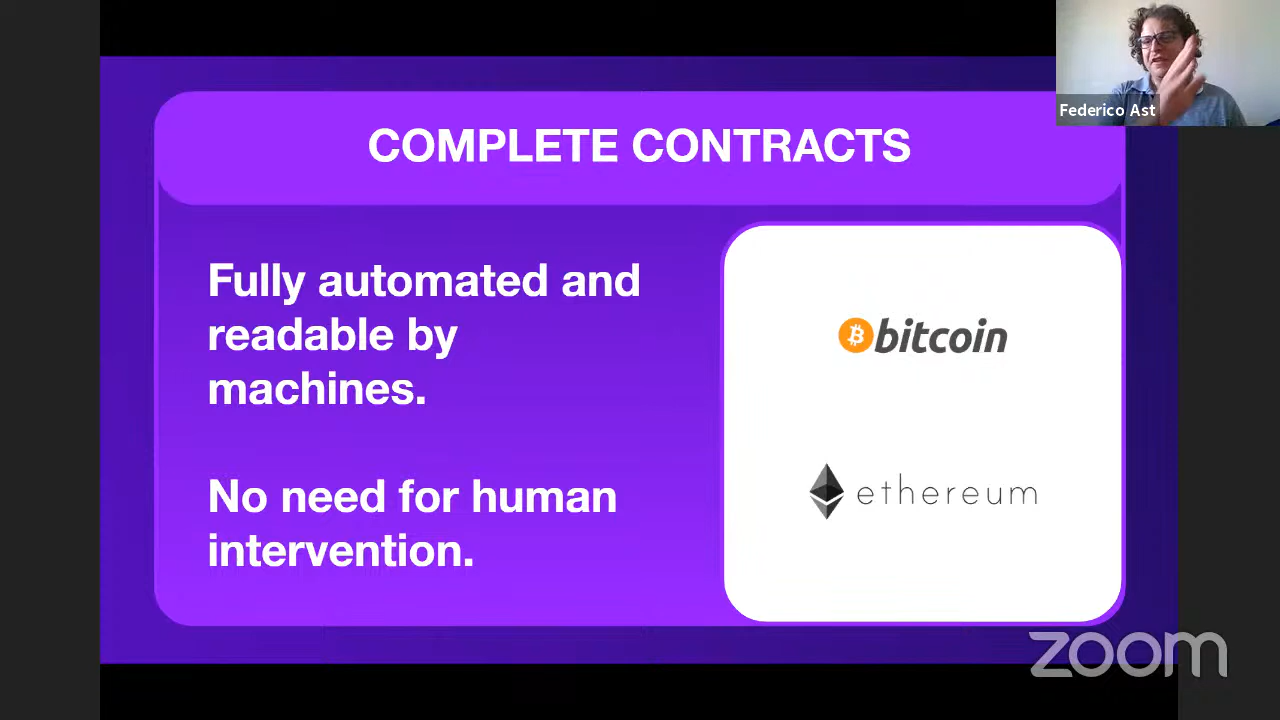 Federico Ast
COMPLETE CONTRACTS
Fully automated and
readable by
machines.
No need for human
intervention.
bitcoin
ethereum
zoom